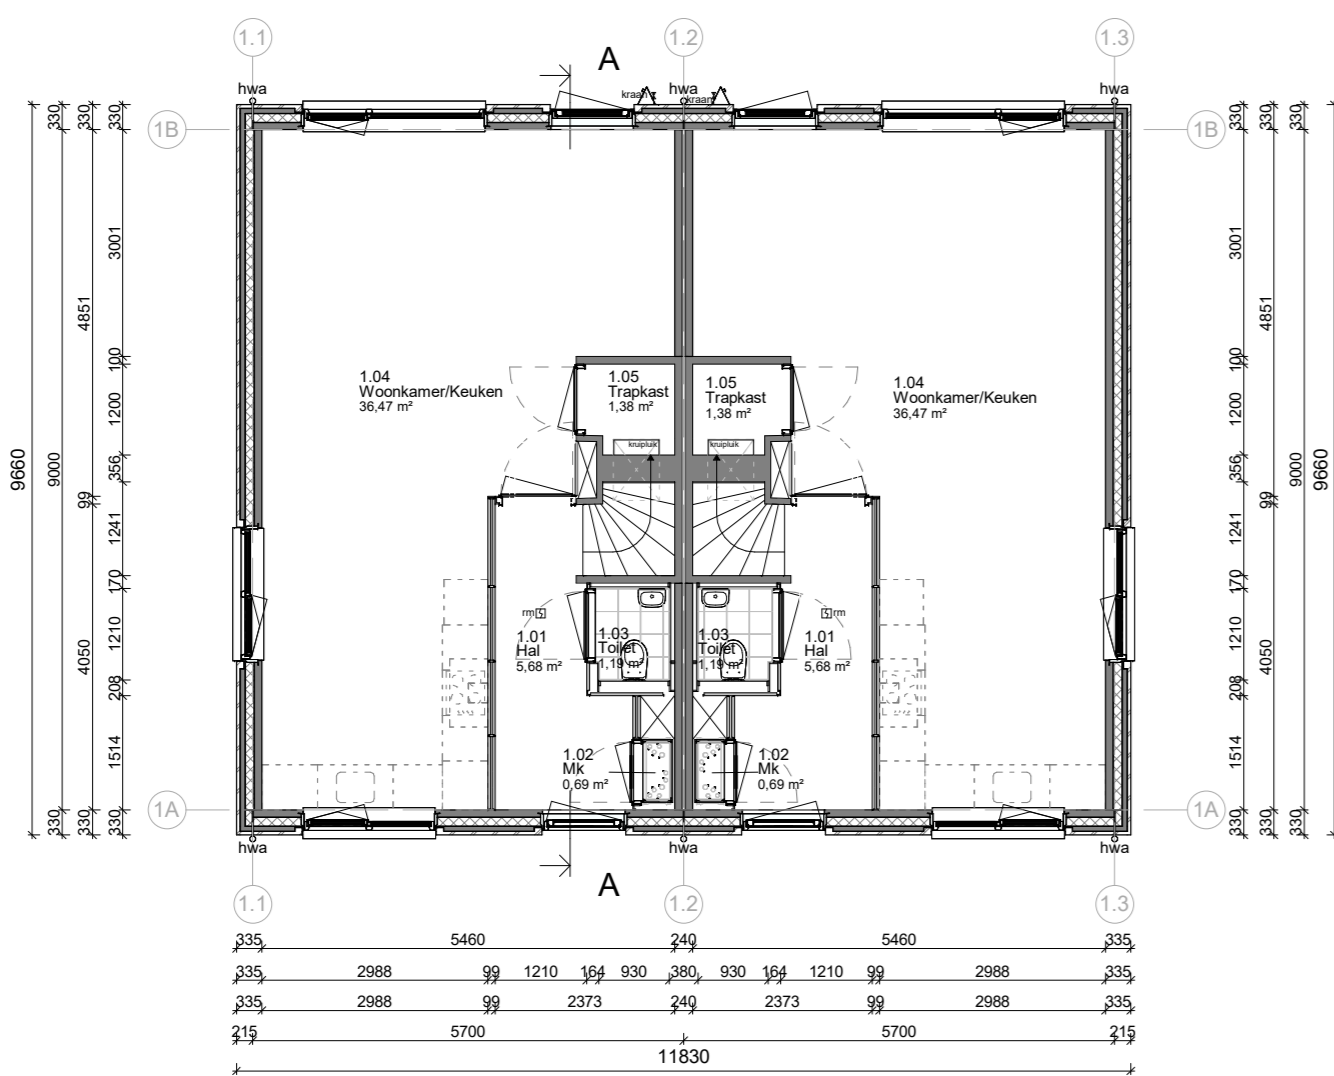 1.1
1.2
1.3
A
hwa
kraan
hwa
kraan
hwa
1B
1B
330
330
330
330
330
330
3001
4851
100
1200
356
99
1241
170
1210
4050
208
1514
330
330
330
9000
9660
3001
4851
100
1200
356
99
1241
170
1210
4050
208
1514
330
330
330
9000
9660
1.04
Woonkamer/Keuken
36,47 m²
1.05
Trapkast
1,38 m²
1.05
Trapkast
1,38 m²
1.04
Woonkamer/Keuken
36,47 m²
kruipluik
kruipluik
rm
rm
1.01
Hal
5,68 m²
1.03
Toilet
1,19 m²
1.03
Toilet
1,19 m²
1.01
Hal
5,68 m²
1.02
Mk
0,69 m²
1.02
Mk
0,69 m²
1A
1A
hwa
hwa
hwa
A
1.1
1.2
1.3
335 5460 240 5460 335
335 2988 99 1210 164 930 380 930 164 1210 99 2988 335
335 2988 99 2373 240 2373 99 2988 335
215 5700 5700 215
11830